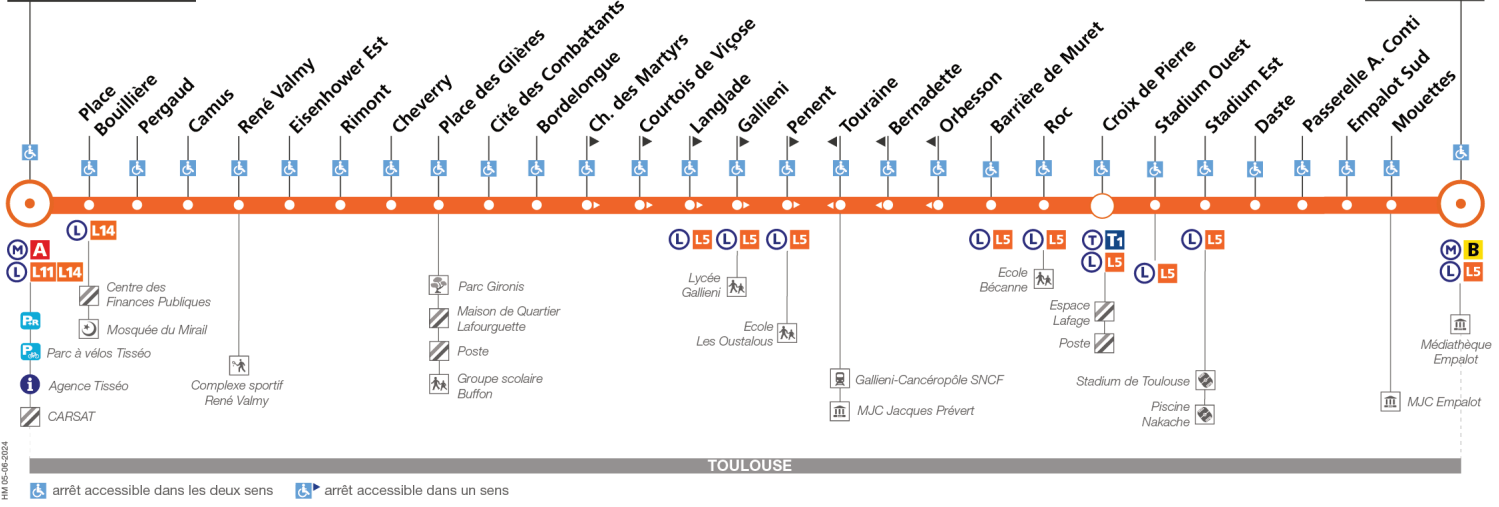 Place
Bouillière
Pergaud
Camus
René Valmy
Eisenhower Est
Rimont
Cheverry
Place des Glières
Cité des Combattants
Bordelongue
Ch. des Martyrs
Courtois de Viçose
Langlade
Gallieni
Penent
Touraine
Bernadette
Orbesson
Barrière de Muret
Roc
Croix de Pierre
Stadium Ouest
Stadium Est
Daste
Passerelle A. Conti
Empalot Sud
Mouettes
M A
L L11 L14
P+R
P
Parc à vélos Tisséo
i Agence Tisséo
CARSAT
L L14
Centre des
Finances Publiques
Mosquée du Mirail
Complexe sportif
René Valmy
Parc Gironis
Maison de Quartier
Lafourguette
Poste
Groupe scolaire
Buffon
L L5
L L5
Lycée
Gallieni
L L5
Ecole
Les Oustalous
Gallieni-Cancéropôle SNCF
MJC Jacques Prévert
L L5
L L5
Ecole
Bécanne
T T1
L L5
Espace
Lafage
Poste
L L5
L L5
Stadium de Toulouse
Piscine
Nakache
MJC Empalot
M B
L L5
Médiathèque
Empalot
TOULOUSE
HM 05-06-2024
arrêt accessible dans les deux sens
arrêt accessible dans un sens